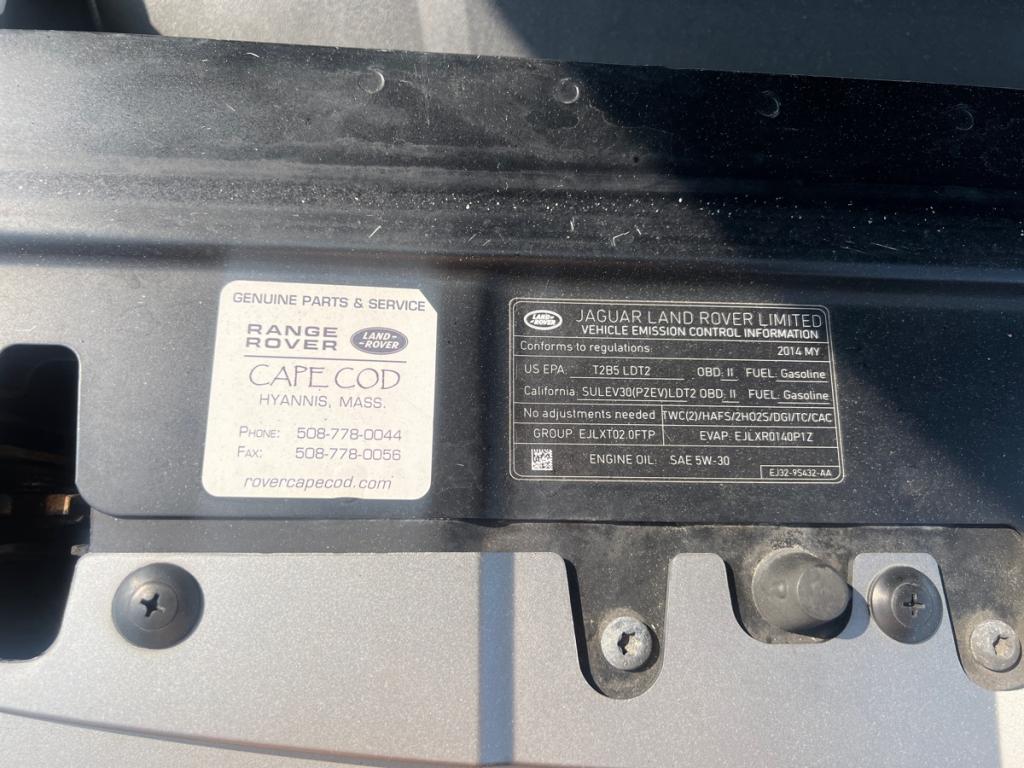 GENUINE PARTS & SERVICE
RANGE ROVER
LAND-ROVER
CAPE COD
HYANNIS, MASS.
PHONE: 508-778-0044
FAX: 508-778-0056
rovercapecod.com
LAND-ROVER
JAGUAR LAND ROVER LIMITED
VEHICLE EMISSION CONTROL INFORMATION
Conforms to regulations: 2014 MY
US EPA: T2B5 LDT2 OBD: II FUEL: Gasoline
California: SULEV30(PZEV)LDT2 OBD: II FUEL: Gasoline
No adjustments needed TWC(2)/HAFS/2HO2S/DGI/TC/CAC
GROUP: EJLXT02.0FTP EVAP: EJLXR0140P1Z
ENGINE OIL: SAE 5W-30
EJ32-9S432-AA